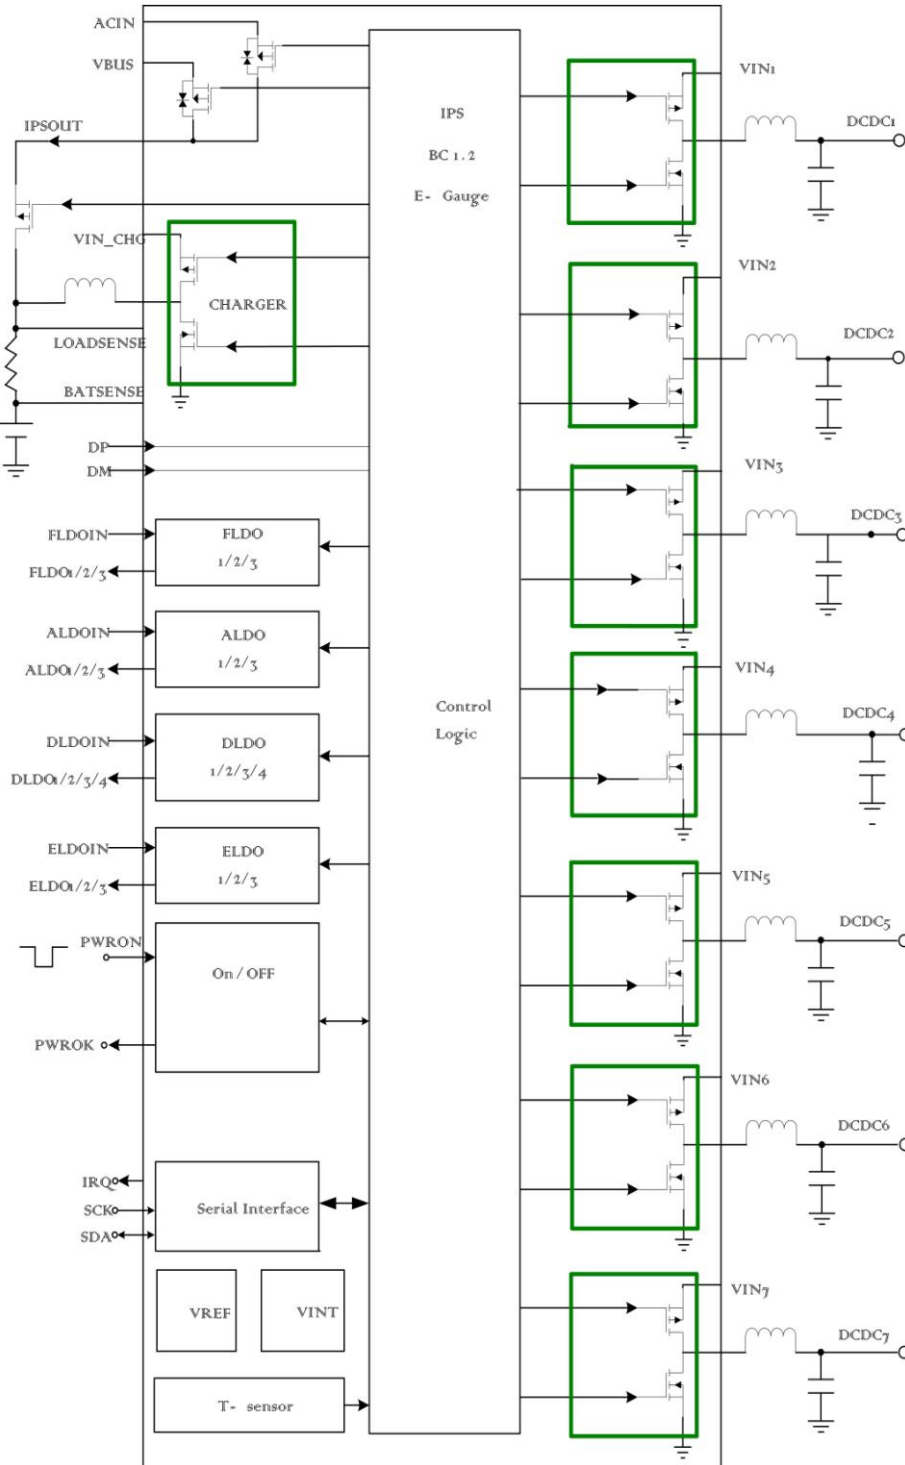 ACIN
VBUS
IPSOUT
VIN_CHG
CHARGER
LOADSENSE
BATSENSE
DP
DM
FLDOIN
FLDO1/2/3
FLDO
1/2/3
ALDOIN
ALDO1/2/3
ALDO
1/2/3
DLDOIN
DLDO1/2/3/4
DLDO
1/2/3/4
ELDOIN
ELDO1/2/3
ELDO
1/2/3
PWRON
On / OFF
PWROK
IRQ
SCK
SDA
Serial Interface
VREF
VINT
T- sensor
IPS
BC 1.2
E- Gauge
Control
Logic
VIN1
DCDC1
VIN2
DCDC2
VIN3
DCDC3
VIN4
DCDC4
VIN5
DCDC5
VIN6
DCDC6
VIN7
DCDC7